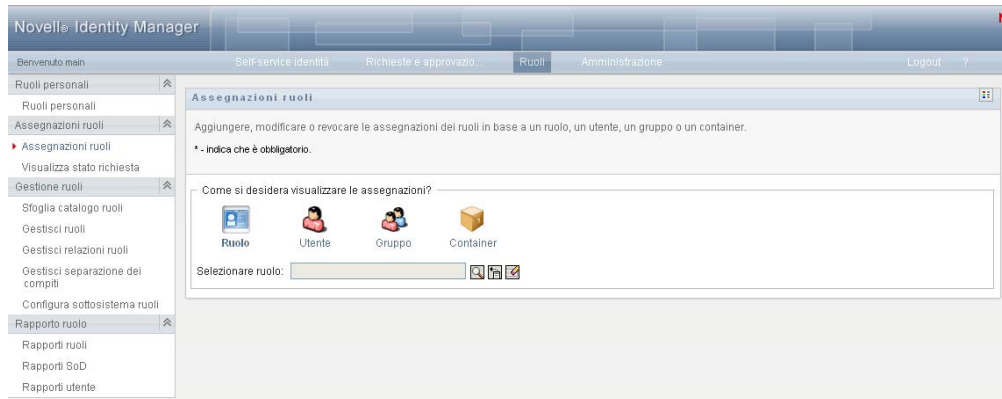 Novell® Identity Manager
Benvenuto main
Self-service identità Richieste e approvazio... Ruoli Amministrazione Logout ?
Ruoli personali
Ruoli personali
Assegnazioni ruoli
Assegnazioni ruoli
Visualizza stato richiesta
Gestione ruoli
Sfoglia catalogo ruoli
Gestisci ruoli
Gestisci relazioni ruoli
Gestisci separazione dei
compiti
Configura sottosistema ruoli
Rapporto ruolo
Rapporti ruoli
Rapporti SoD
Rapporti utente
Assegnazioni ruoli
Aggiungere, modificare o revocare le assegnazioni dei ruoli in base a un ruolo, un utente, un gruppo o un container.
* - indica che è obbligatorio.
Come si desidera visualizzare le assegnazioni?
Ruolo Utente Gruppo Container
Selezionare ruolo: